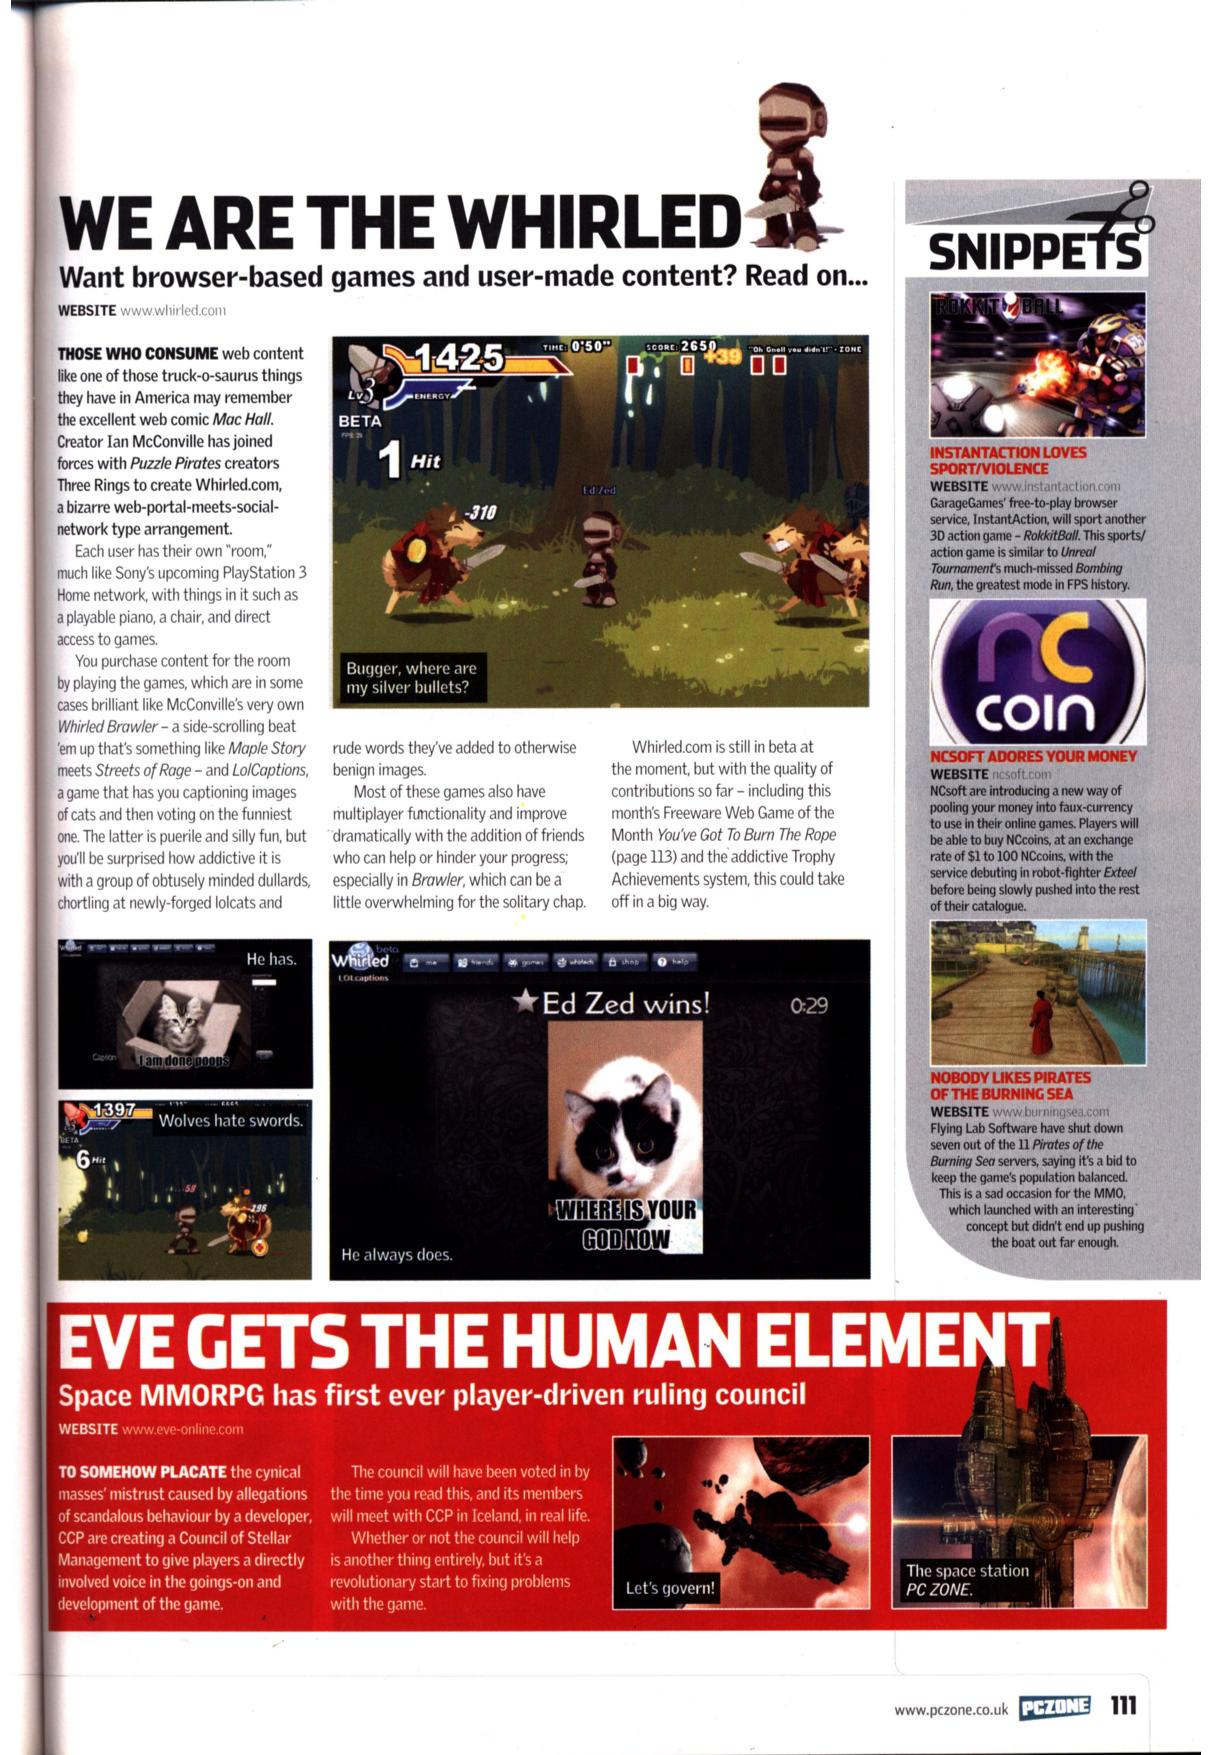 WE ARE THE WHIRLED
Want browser-based games and user-made content? Read on...
WEBSITE www.whirled.com
THOSE WHO CONSUME web content
like one of those truck-o-saurus things
they have in America may remember
the excellent web comic Mac Hall.
Creator Ian McConville has joined
forces with Puzzle Pirates creators
Three Rings to create Whirled.com,
a bizarre web-portal-meets-social-
network type arrangement.
Each user has their own "room,"
much like Sony's upcoming PlayStation 3
Home network, with things in it such as
a playable piano, a chair, and direct
access to games.
You purchase content for the room
by playing the games, which are in some
cases brilliant like McConville's very own
Whirled Brawler – a side-scrolling beat
'em up that's something like Maple Story
meets Streets of Rage – and LolCaptions,
a game that has you captioning images
of cats and then voting on the funniest
one. The latter is puerile and silly fun, but
you'll be surprised how addictive it is
with a group of obtusely minded dullards,
chortling at newly-forged lolcats and
1425
TIME: 0'50"
SCORE: 2650
+39
"Oh Gnoll you didn't!" - ZONE
Lv 3
ENERGY
BETA
1 Hit
Ed Zed
-310
Bugger, where are
my silver bullets?
rude words they've added to otherwise
benign images.
Most of these games also have
multiplayer functionality and improve
dramatically with the addition of friends
who can help or hinder your progress;
especially in Brawler, which can be a
little overwhelming for the solitary chap.
Whirled.com is still in beta at
the moment, but with the quality of
contributions so far – including this
month's Freeware Web Game of the
Month You've Got To Burn The Rope
(page 113) and the addictive Trophy
Achievements system, this could take
off in a big way.
He has.
Caption
I am done poops
1397
Wolves hate swords.
BETA
6 Hit
59
296
beta
Whirled
me friends games whirleds shop help
LOLcaptions
Ed Zed wins!
0:29
WHERE IS YOUR
GOD NOW
He always does.
SNIPPETS
ROKKIT BALL
INSTANTACTION LOVES
SPORT/VIOLENCE
WEBSITE www.instantaction.com
GarageGames' free-to-play browser
service, InstantAction, will sport another
3D action game – RokkitBall. This sports/
action game is similar to Unreal
Tournament's much-missed Bombing
Run, the greatest mode in FPS history.
nc
coin
NCSOFT ADORES YOUR MONEY
WEBSITE ncsoft.com
NCsoft are introducing a new way of
pooling your money into faux-currency
to use in their online games. Players will
be able to buy NCcoins, at an exchange
rate of $1 to 100 NCcoins, with the
service debuting in robot-fighter Exteel
before being slowly pushed into the rest
of their catalogue.
NOBODY LIKES PIRATES
OF THE BURNING SEA
WEBSITE www.burningsea.com
Flying Lab Software have shut down
seven out of the 11 Pirates of the
Burning Sea servers, saying it's a bid to
keep the game's population balanced.
This is a sad occasion for the MMO,
which launched with an interesting
concept but didn't end up pushing
the boat out far enough.
EVE GETS THE HUMAN ELEMENT
Space MMORPG has first ever player-driven ruling council
WEBSITE www.eve-online.com
TO SOMEHOW PLACATE the cynical
masses' mistrust caused by allegations
of scandalous behaviour by a developer,
CCP are creating a Council of Stellar
Management to give players a directly
involved voice in the goings-on and
development of the game.
The council will have been voted in by
the time you read this, and its members
will meet with CCP in Iceland, in real life.
Whether or not the council will help
is another thing entirely, but it's a
revolutionary start to fixing problems
with the game.
Let's govern!
The space station
PC ZONE.
www.pczone.co.uk PCZONE 111